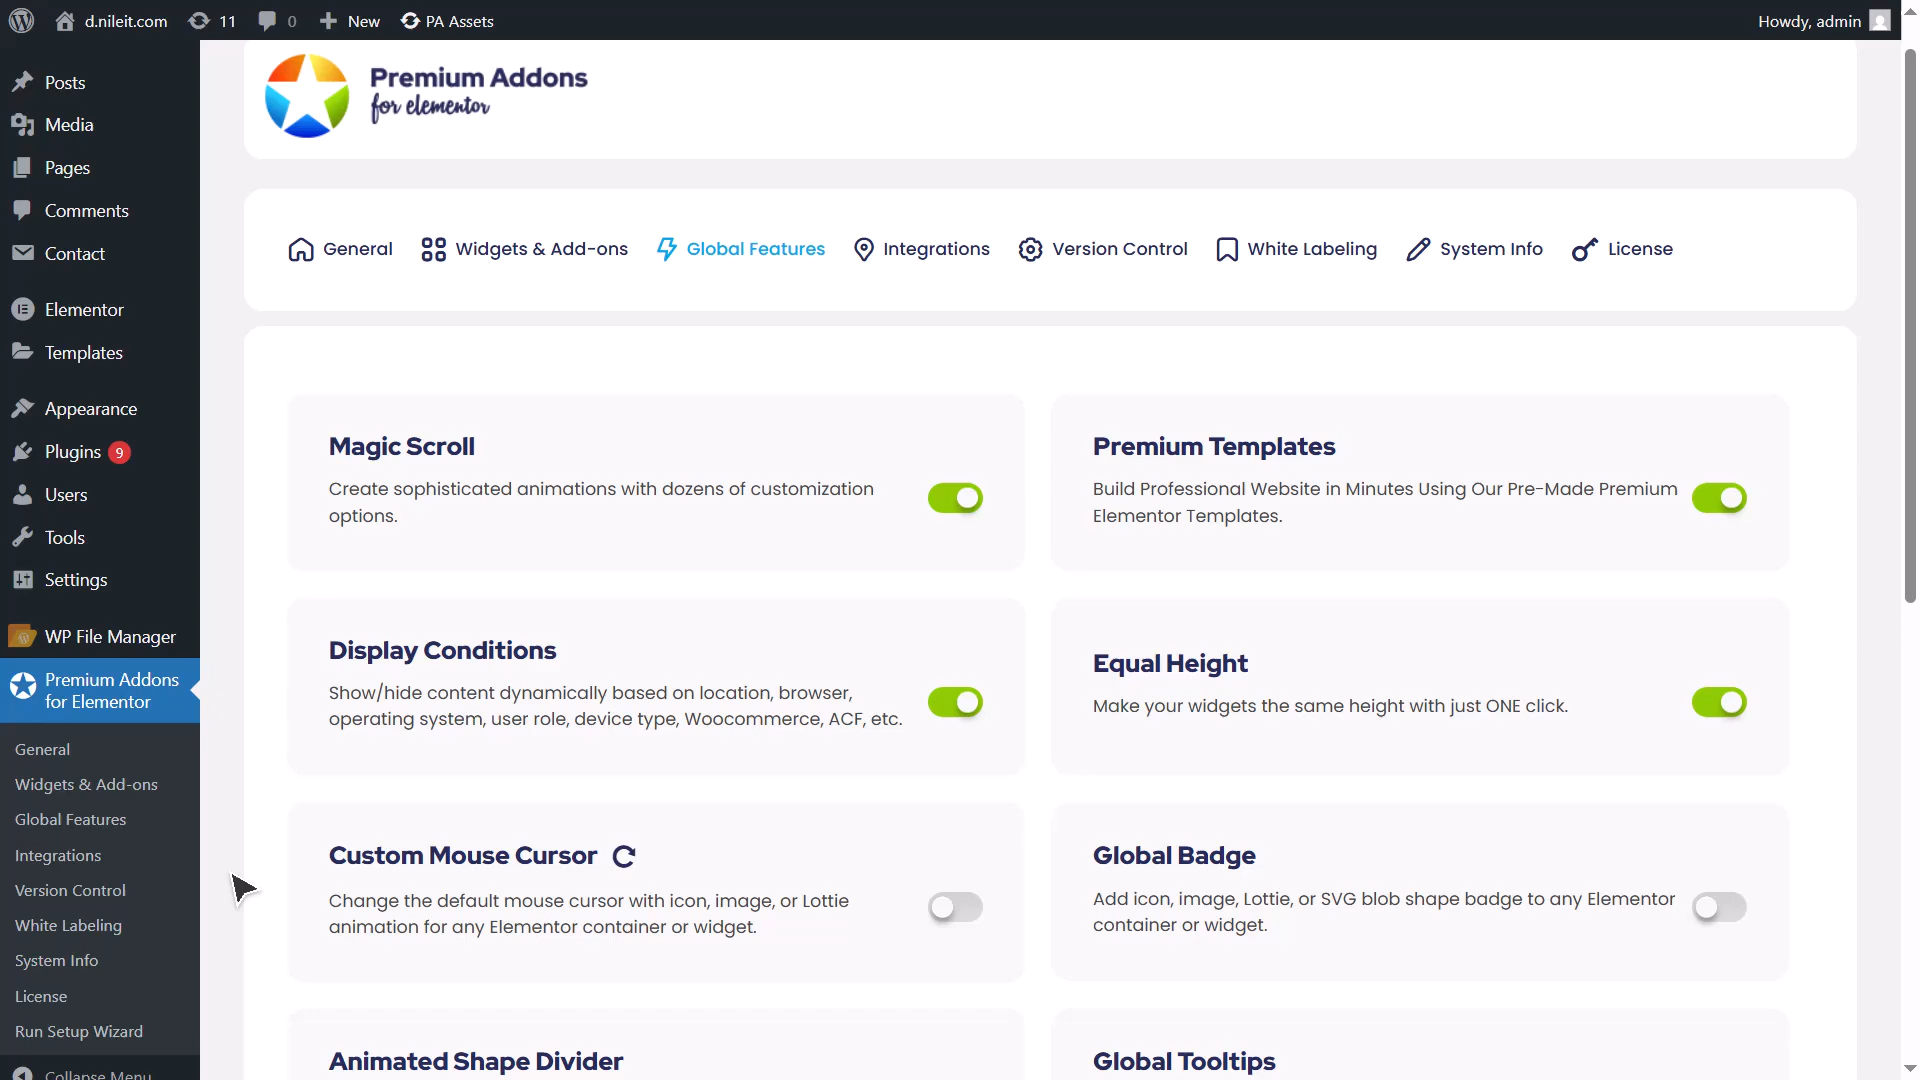 d.nileit.com
11
0
New
PA Assets
Howdy, admin
Posts
Media
Pages
Comments
Contact
Elementor
Templates
Appearance
Plugins 9
Users
Tools
Settings
WP File Manager
Premium Addons
for Elementor
General
Widgets & Add-ons
Global Features
Integrations
Version Control
White Labeling
System Info
License
Run Setup Wizard
Collapse Menu
Premium Addons
for elementor
General
Widgets & Add-ons
Global Features
Integrations
Version Control
White Labeling
System Info
License
Magic Scroll
Create sophisticated animations with dozens of customization
options.
Premium Templates
Build Professional Website in Minutes Using Our Pre-Made Premium
Elementor Templates.
Display Conditions
Show/hide content dynamically based on location, browser,
operating system, user role, device type, Woocommerce, ACF, etc.
Equal Height
Make your widgets the same height with just ONE click.
Custom Mouse Cursor
Change the default mouse cursor with icon, image, or Lottie
animation for any Elementor container or widget.
Global Badge
Add icon, image, Lottie, or SVG blob shape badge to any Elementor
container or widget.
Animated Shape Divider
Global Tooltips